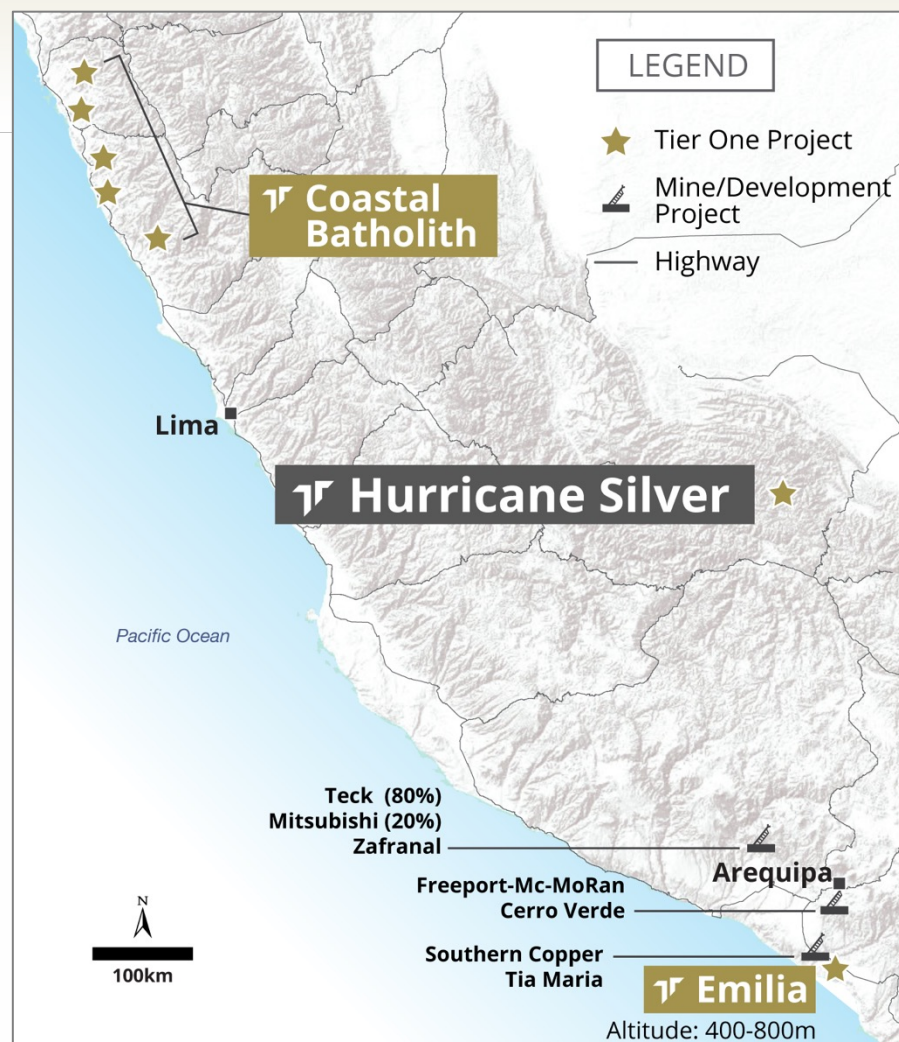 LEGEND
Tier One Project
Mine/Development
Project
Highway
Coastal
Batholith
Lima
Hurricane Silver
Pacific Ocean
Teck (80%)
Mitsubishi (20%)
Zafranal
Arequipa
Freeport-Mc-MoRan
Cerro Verde
Southern Copper
Tia Maria
Emilia
Altitude: 400-800m
N
100km